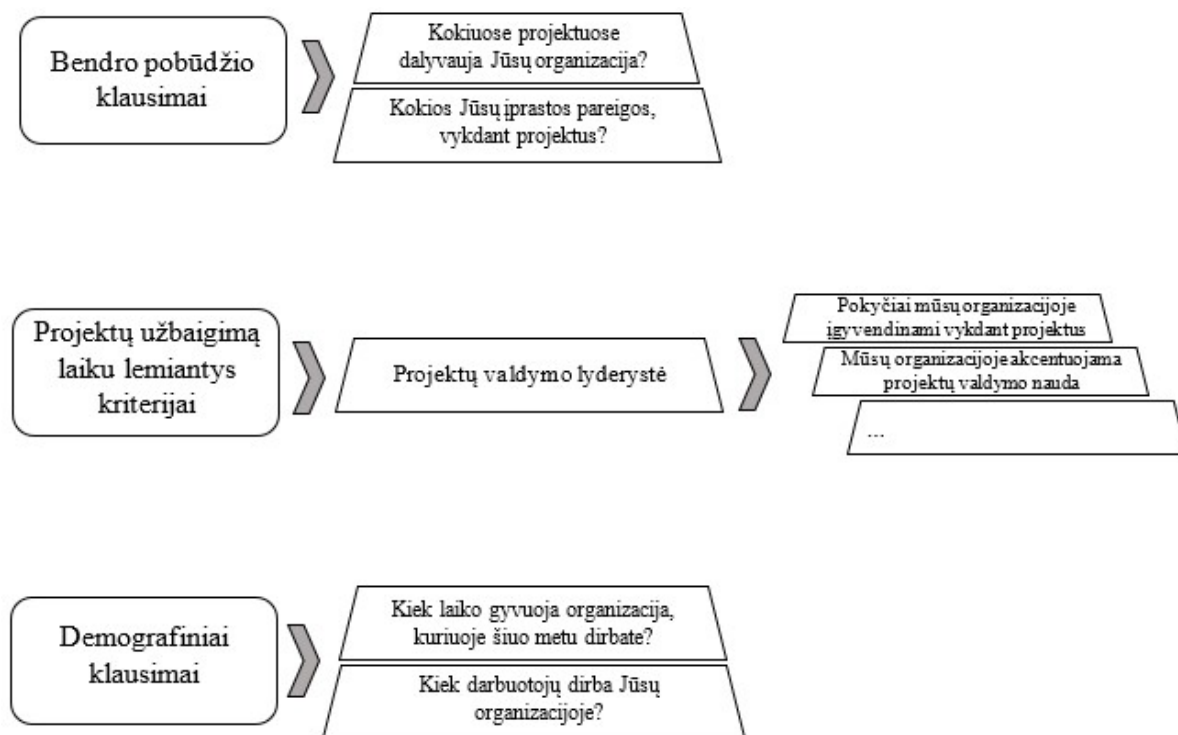 Bendro pobūdžio
klausimai
Kokiuose projektuose
dalyvauja Jūsų organizacija?
Kokios Jūsų įprastos pareigos,
vykdant projektus?
Projektų užbaigimą
laiku lemiantys
kriterijai
Projektų valdymo lyderystė
Pokyčiai mūsų organizacijoje
įgyvendinami vykdant projektus
Mūsų organizacijoje akcentuojama
projektų valdymo nauda
...
Demografiniai
klausimai
Kiek laiko gyvuoja organizacija,
kuriuoje šiuo metu dirbate?
Kiek darbuotojų dirba Jūsų
organizacijoje?